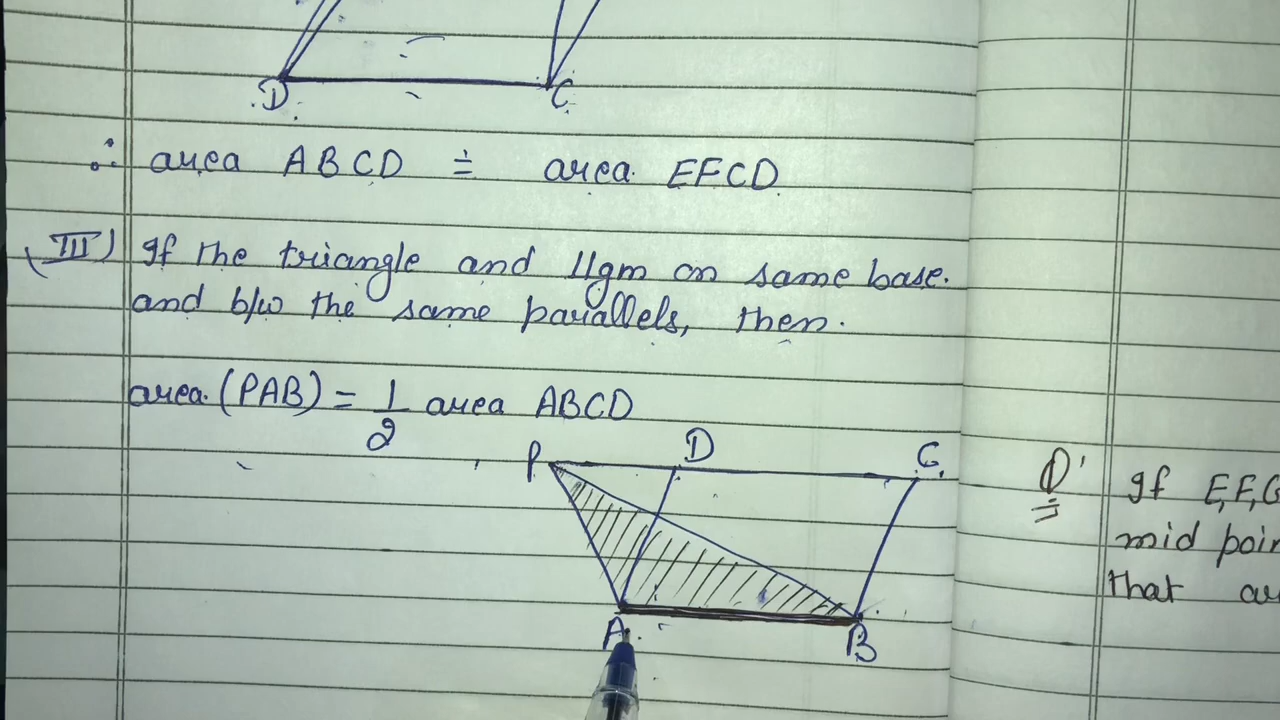 D C
∴ area ABCD = area EFCD
(III) If the triangle and ||gm on same base.
and b/w the same parallels, then.
area (PAB) = 1/2 area ABCD
P D C
A B
Q If E,F,G
mid poin
that ar